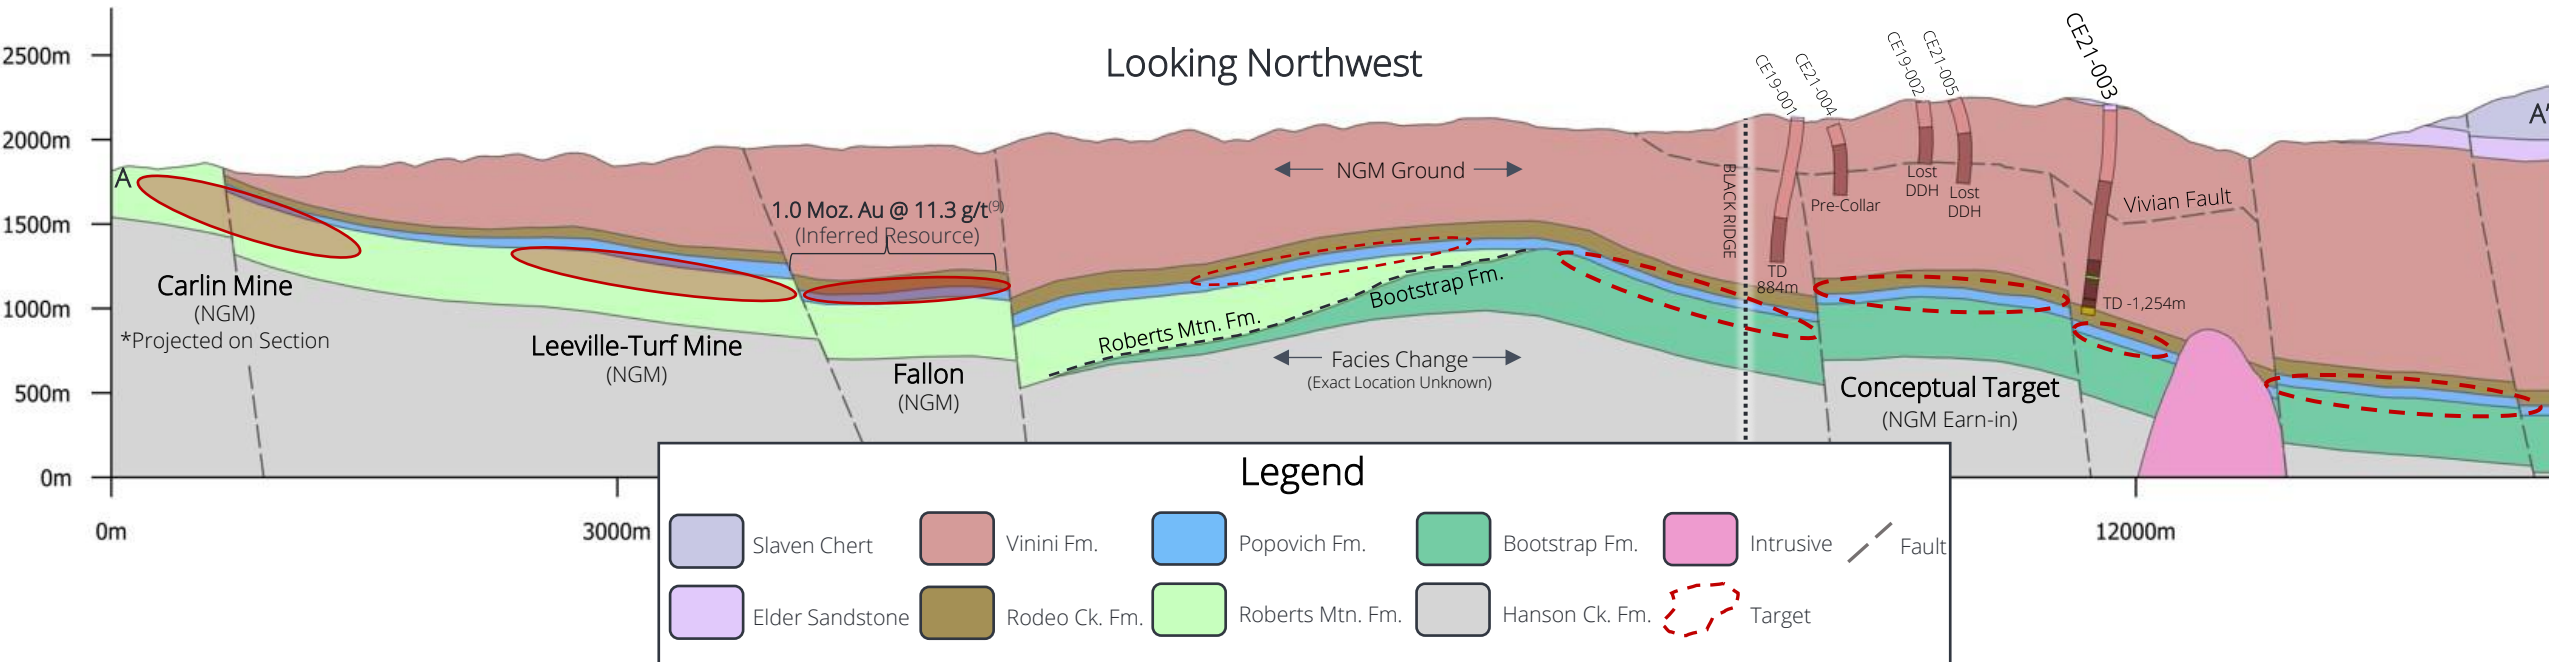 Looking Northwest
2500m
2000m
1500m
1000m
500m
0m
A
A'
CE19-001
CE21-004
CE19-002
CE21-005
CE21-003
NGM Ground
BLACK RIDGE
Lost
DDH
Lost
DDH
Pre-Collar
Vivian Fault
1.0 Moz. Au @ 11.3 g/t(9)
(Inferred Resource)
TD
884m
TD -1,254m
Carlin Mine
(NGM)
*Projected on Section
Leeville-Turf Mine
(NGM)
Fallon
(NGM)
Roberts Mtn. Fm.
Bootstrap Fm.
Facies Change
(Exact Location Unknown)
Conceptual Target
(NGM Earn-in)
0m
3000m
12000m
Legend
Slaven Chert
Vinini Fm.
Popovich Fm.
Bootstrap Fm.
Intrusive
Fault
Elder Sandstone
Rodeo Ck. Fm.
Roberts Mtn. Fm.
Hanson Ck. Fm.
Target